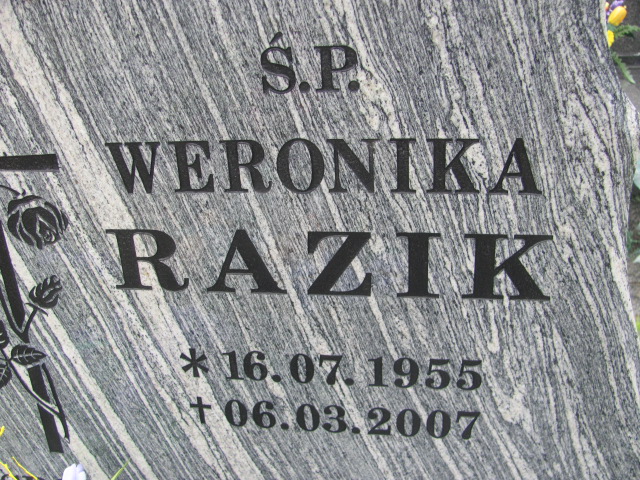 Ś.P.
WERONIKA
RAZIK
* 16.07.1955
† 06.03.2007